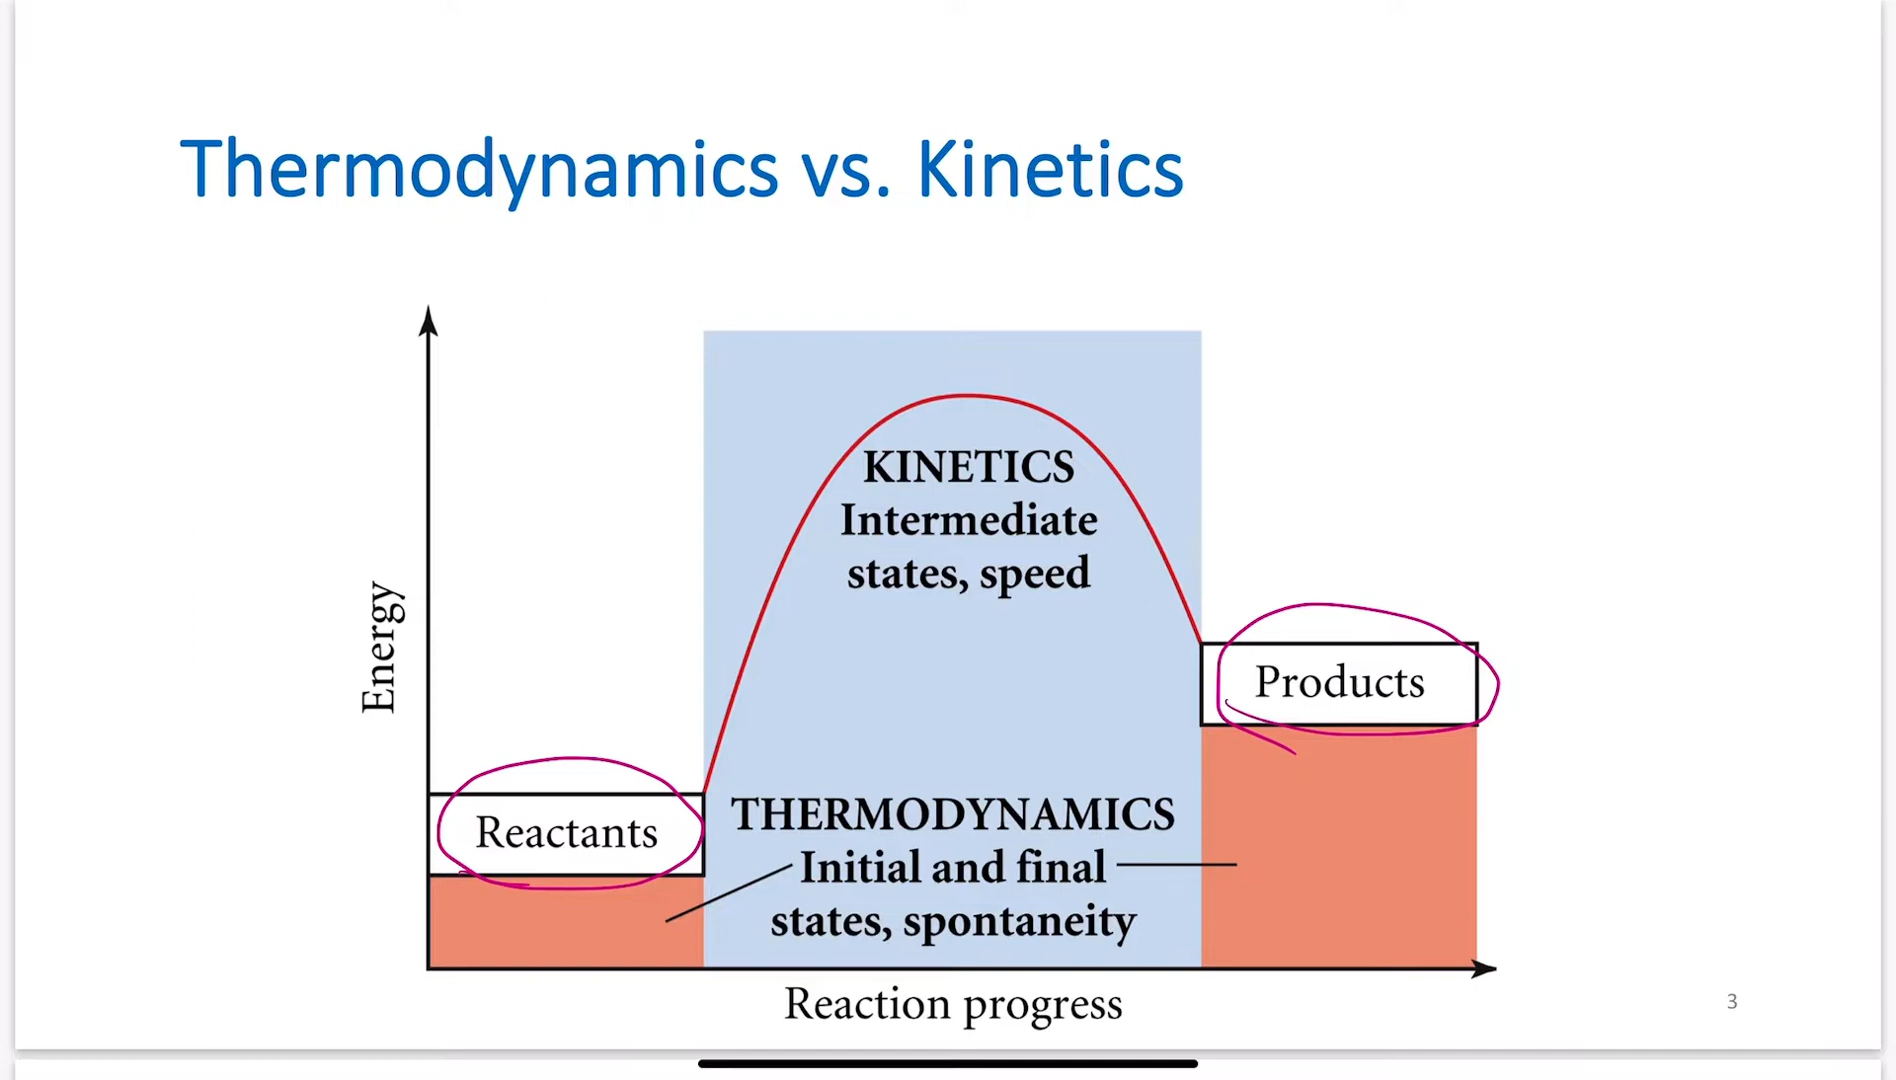 Thermodynamics vs. Kinetics
Energy
KINETICS
Intermediate
states, speed
Products
Reactants
THERMODYNAMICS
Initial and final
states, spontaneity
Reaction progress
3